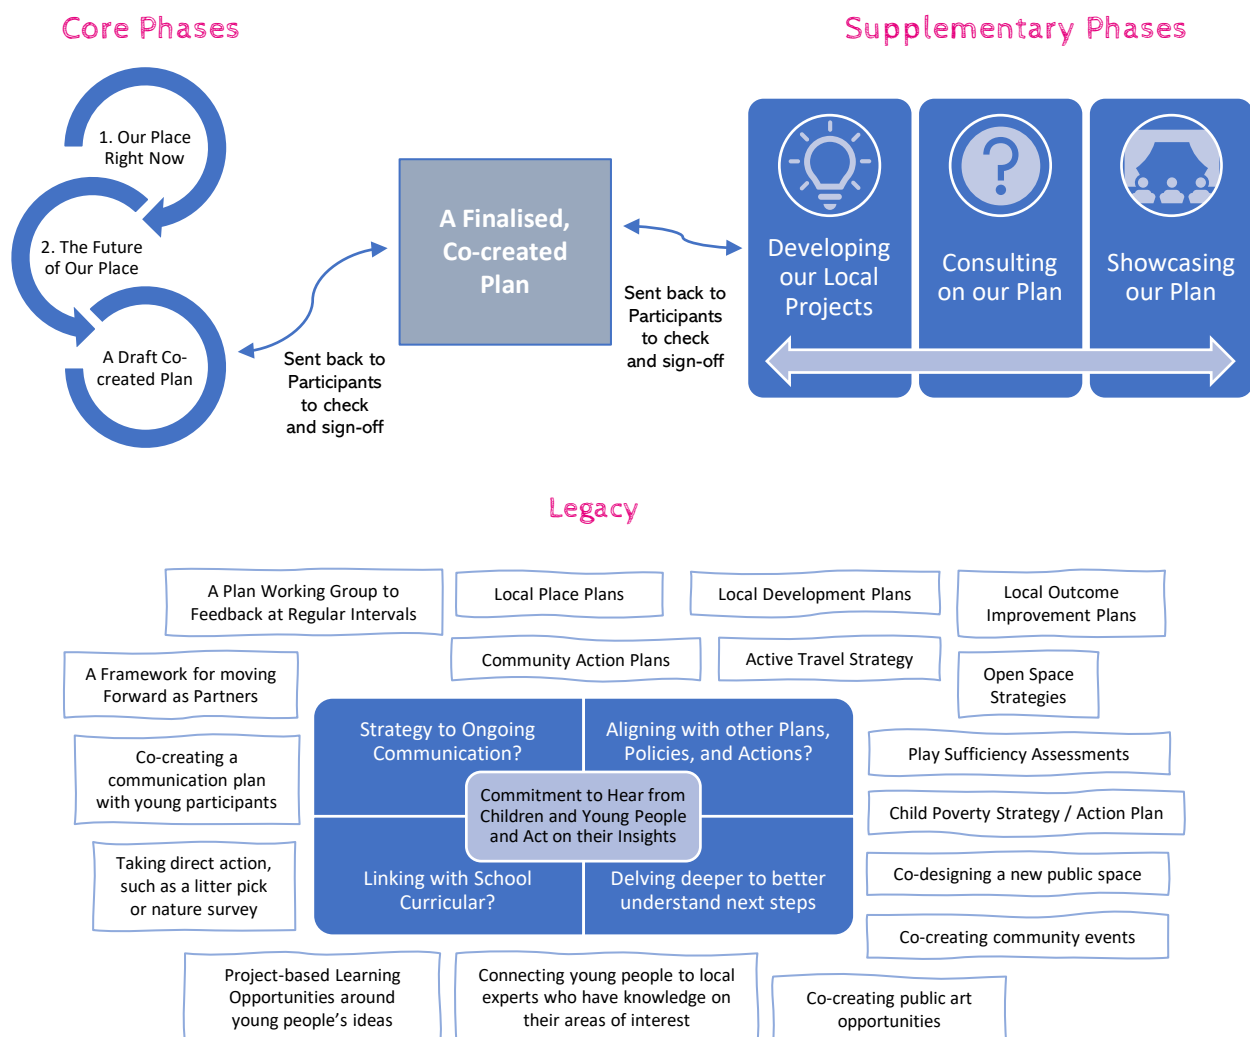 Core Phases
Supplementary Phases
1. Our Place
Right Now
2. The Future
of Our Place
A Draft Co-
created Plan
Sent back to
Participants
to check
and sign-off
A Finalised,
Co-created
Plan
Sent back to
Participants
to check
and sign-off
Developing
our Local
Projects
Consulting
on our Plan
Showcasing
our Plan
Legacy
A Plan Working Group to
Feedback at Regular Intervals
Local Place Plans
Local Development Plans
Local Outcome
Improvement Plans
Community Action Plans
Active Travel Strategy
Open Space
Strategies
A Framework for moving
Forward as Partners
Co-creating a
communication plan
with young participants
Taking direct action,
such as a litter pick
or nature survey
Strategy to Ongoing
Communication?
Aligning with other Plans,
Policies, and Actions?
Commitment to Hear from
Children and Young People
and Act on their Insights
Linking with School
Curricular?
Delving deeper to better
understand next steps
Play Sufficiency Assessments
Child Poverty Strategy / Action Plan
Co-designing a new public space
Co-creating community events
Project-based Learning
Opportunities around
young people's ideas
Connecting young people to local
experts who have knowledge on
their areas of interest
Co-creating public art
opportunities